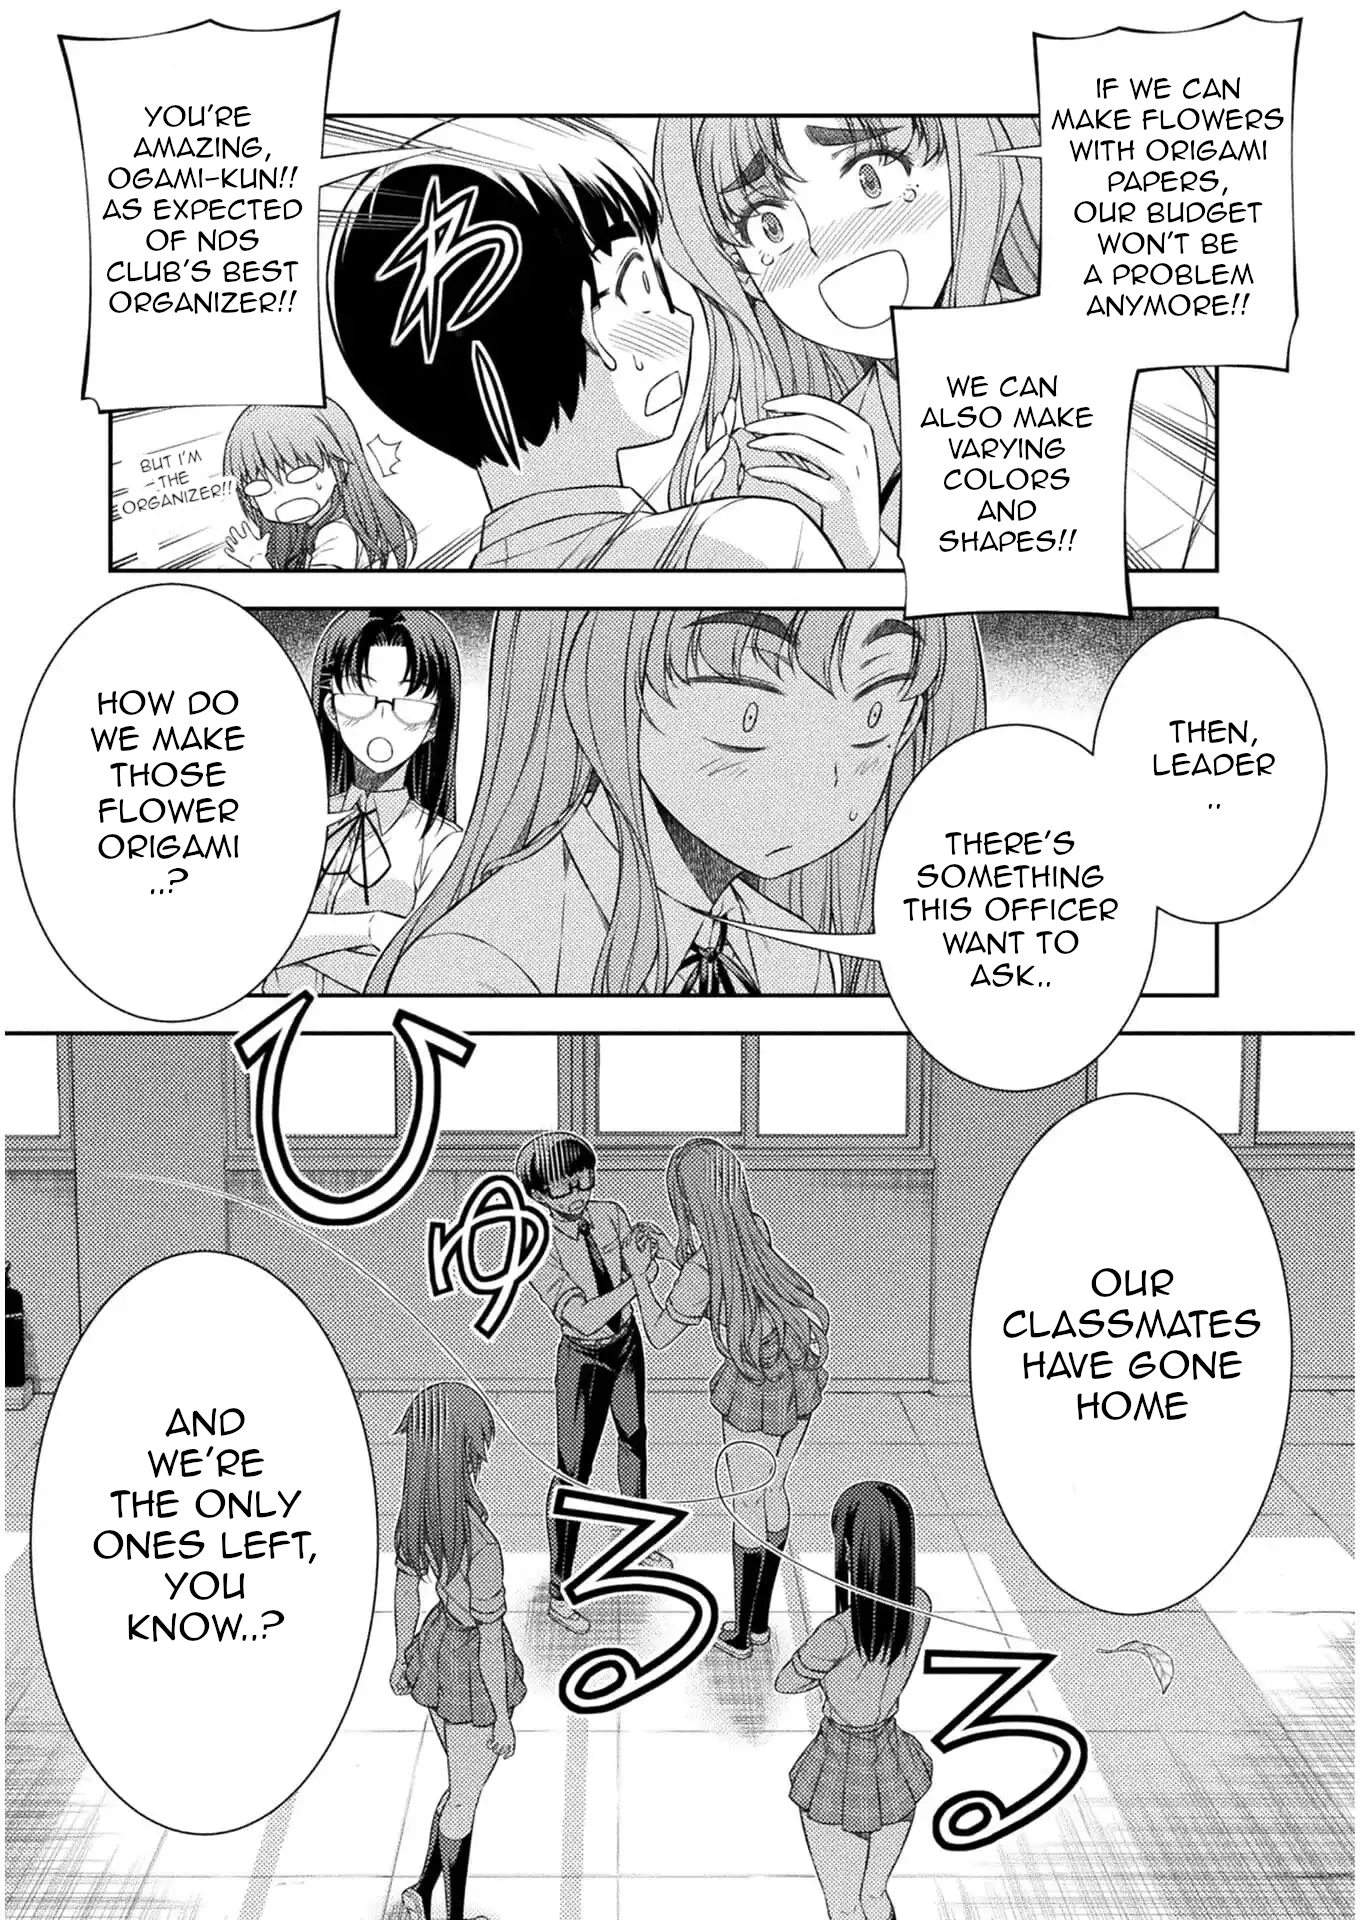 IF WE CAN
MAKE FLOWERS
WITH ORIGAMI
PAPERS,
OUR BUDGET
WON'T BE
A PROBLEM
ANYMORE!!
WE CAN
ALSO MAKE
VARYING
COLORS
AND
SHAPES!!
わー
YOU'RE
AMAZING,
OGAMI-KUN!!
AS EXPECTED
OF NDS
CLUB'S BEST
ORGANIZER!!
BUT I'M
THE
ORGANIZER!!
THEN,
LEADER
..
THERE'S
SOMETHING
THIS OFFICER
WANT TO
ASK..
HOW DO
WE MAKE
THOSE
FLOWER
ORIGAMI
..?
OUR
CLASSMATES
HAVE GONE
HOME
ひゅるる
AND
WE'RE
THE ONLY
ONES LEFT,
YOU
KNOW..?